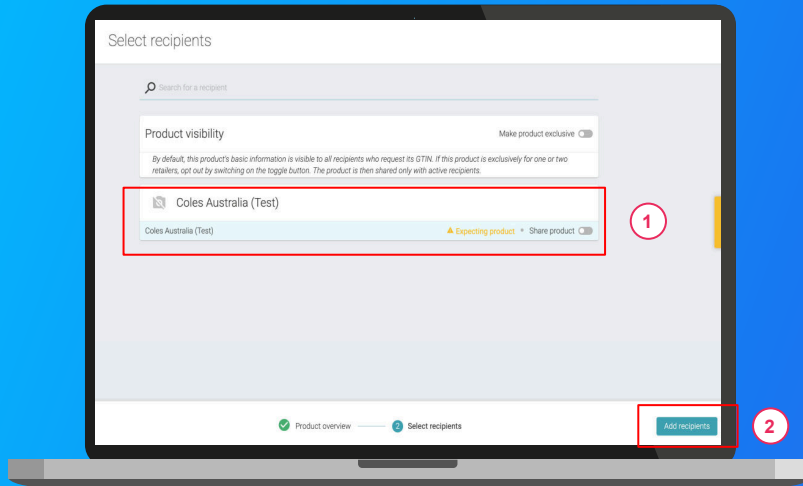 Select recipients
Search for a recipient
Product visibility
Make product exclusive
By default, this product's basic information is visible to all recipients who request its GTIN. If this product is exclusively for one or two
retailers, opt out by switching on the toggle button. The product is then shared only with active recipients.
Coles Australia (Test)
Coles Australia (Test)
Expecting product
Share product
1
Product overview
2
Select recipients
Add recipients
2